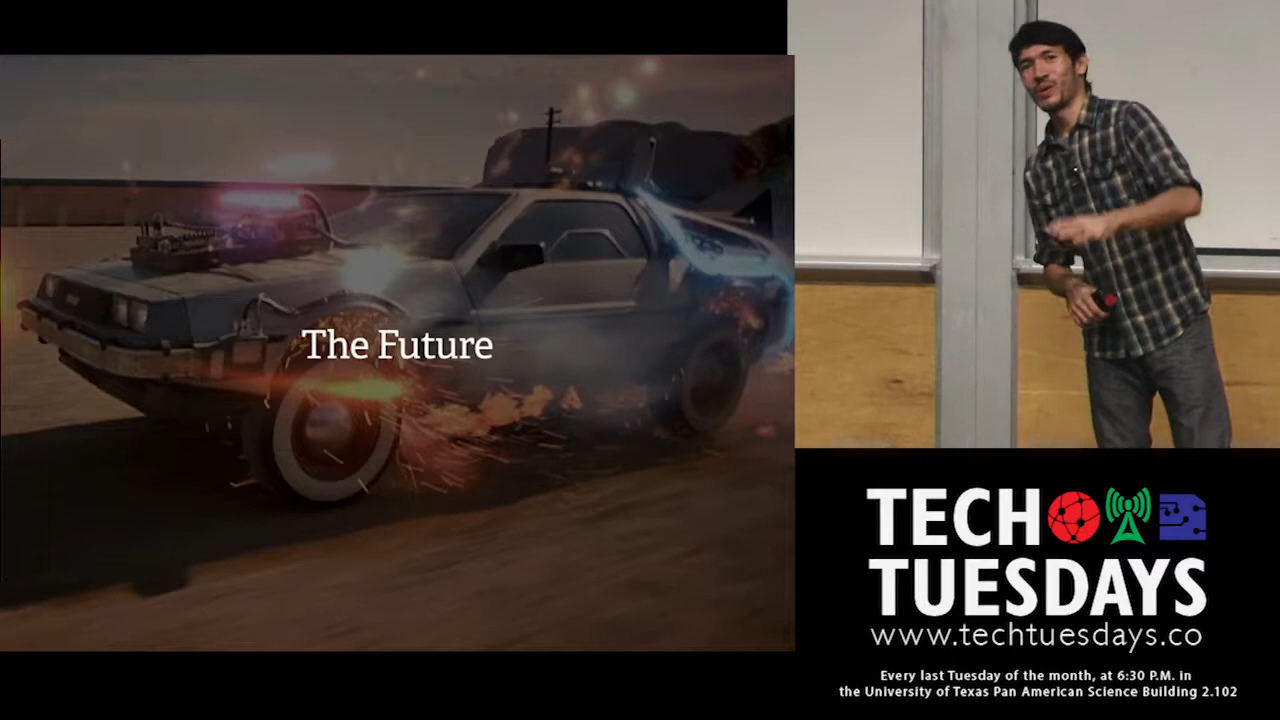 The Future
TECH
TUESDAYS
www.techtuesdays.co
Every last Tuesday of the month, at 6:30 P.M. in
the University of Texas Pan American Science Building 2.102